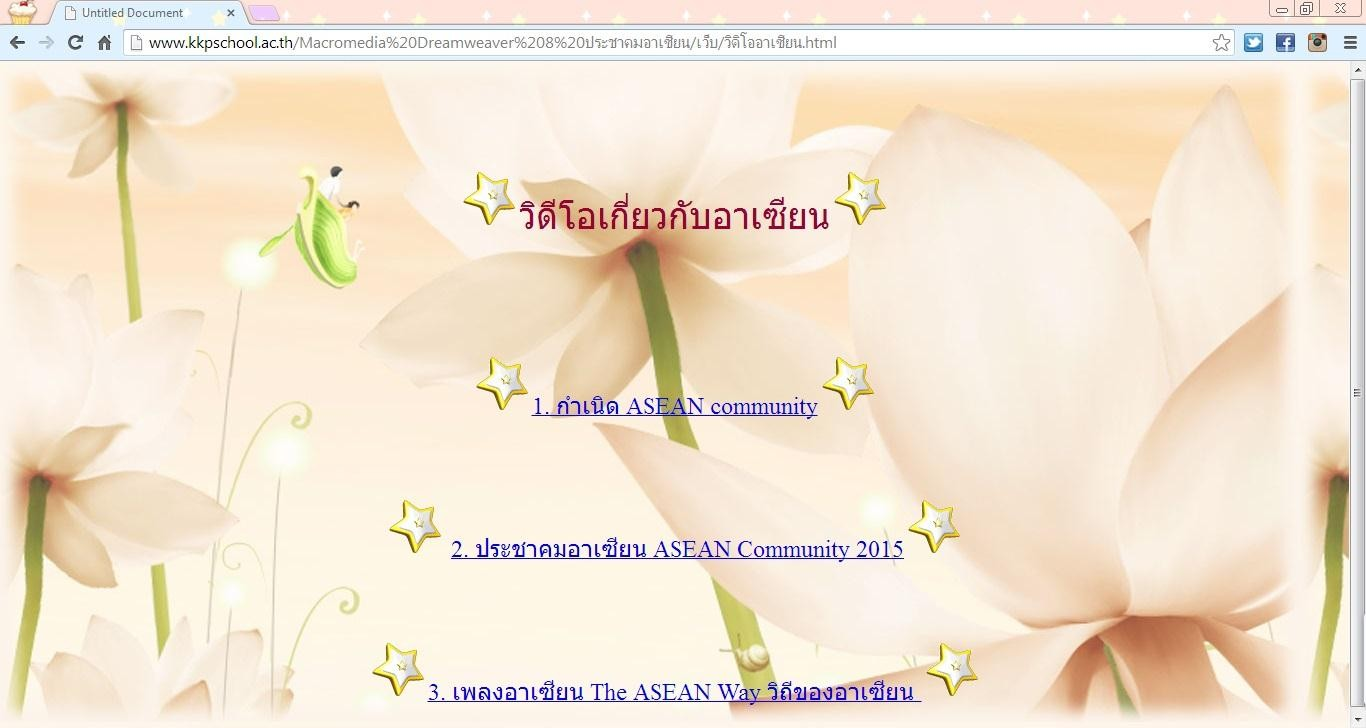 Untitled Document
www.kkpschool.ac.th/Macromedia%20Dreamweaver%208%20ประชาคมอาเซียน/เว็บ/วิดิโออาเซียน.html
วิดีโอเกี่ยวกับอาเซียน
1. กำเนิด ASEAN community
2. ประชาคมอาเซียน ASEAN Community 2015
3. เพลงอาเซียน The ASEAN Way วิถีของอาเซียน